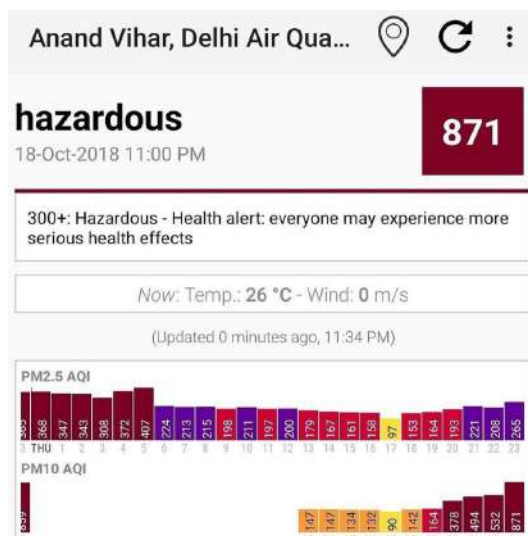 Anand Vihar, Delhi Air Qua...
hazardous
871
18-Oct-2018 11:00 PM
300+: Hazardous - Health alert: everyone may experience more
serious health effects
Now: Temp.: 26 °C - Wind: 0 m/s
(Updated 0 minutes ago, 11:34 PM)
PM2.5 AQI
368 347 343 308 372 407 224 213 215 198 211 197 200 179 167 161 158 97 153 164 193 221 208 265
3 THU 1 2 3 4 5 6 7 8 9 10 11 12 13 14 15 16 17 18 19 20 21 22 23
PM10 AQI
147 147 134 132 90 142 164 378 494 532 871